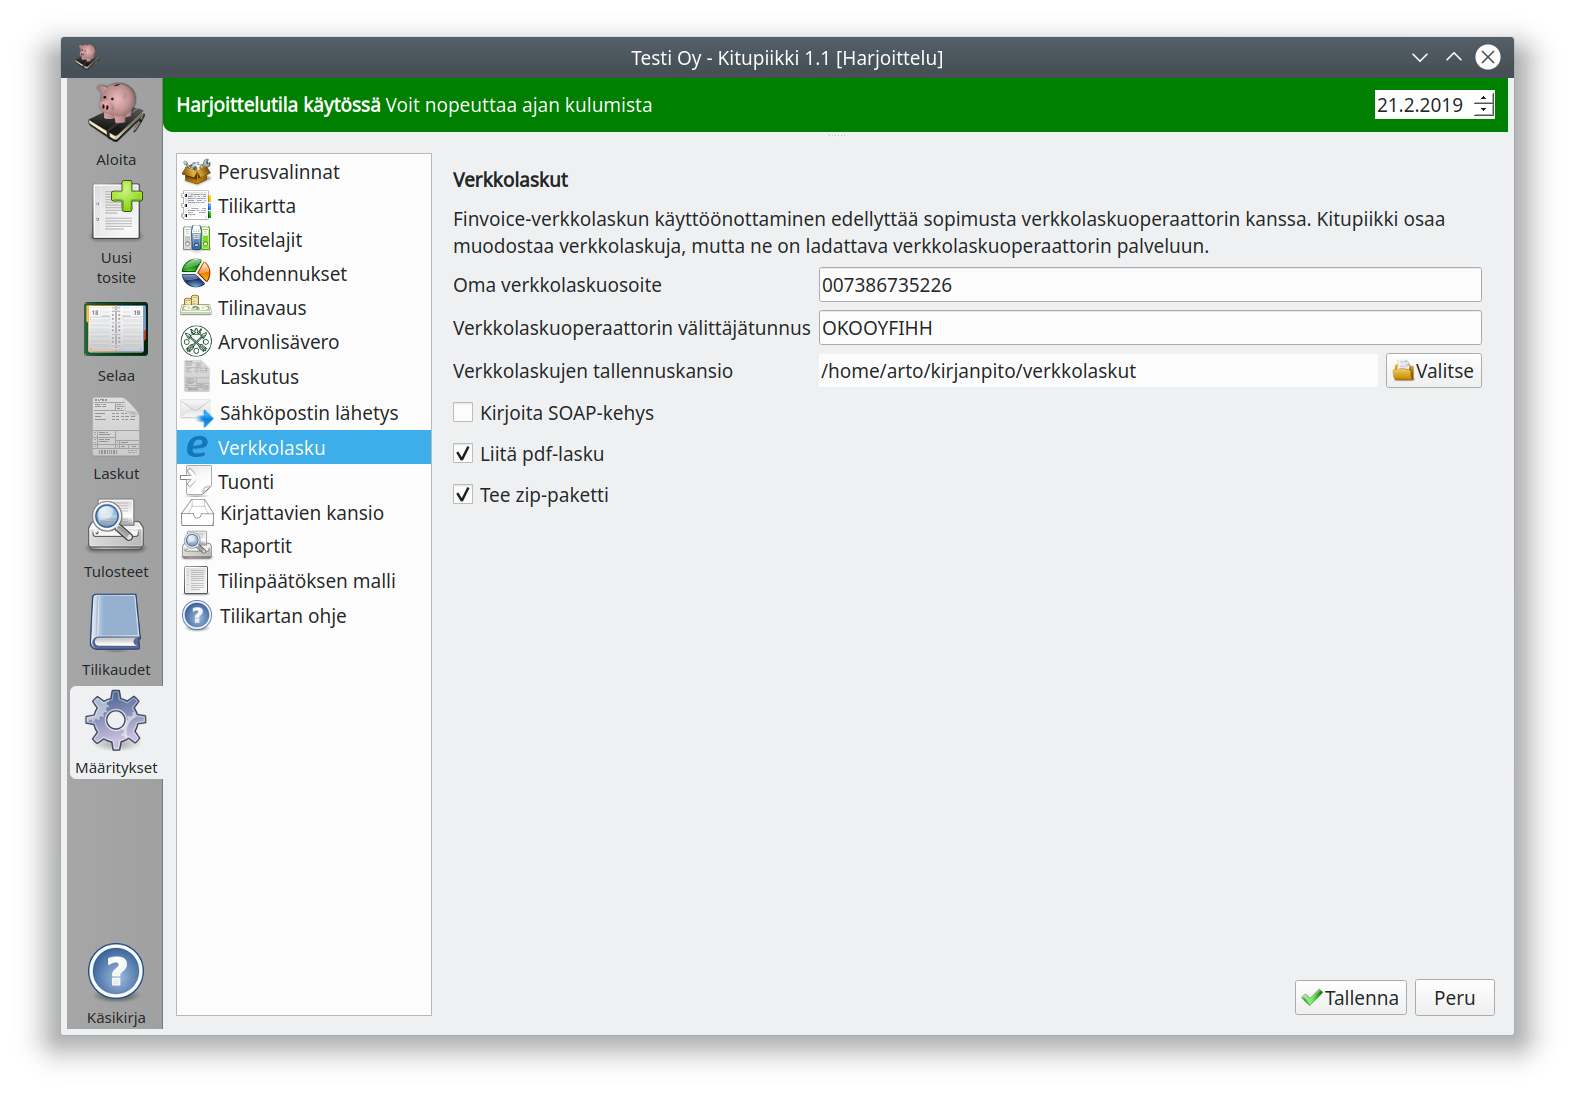 Testi Oy - Kitupiikki 1.1 [Harjoittelu]
Harjoittelutila käytössä Voit nopeuttaa ajan kulumista
21.2.2019
Aloita
Uusi
tosite
Selaa
Laskut
Tulosteet
Tilikaudet
Määritykset
Käsikirja
Perusvalinnat
Tilikartta
Tositelajit
Kohdennukset
Tilinavaus
Arvonlisävero
Laskutus
Sähköpostin lähetys
Verkkolasku
Tuonti
Kirjattavien kansio
Raportit
Tilinpäätöksen malli
Tilikartan ohje
Verkkolaskut
Finvoice-verkkolaskun käyttöönottaminen edellyttää sopimusta verkkolaskuoperaattorin kanssa. Kitupiikki osaa
muodostaa verkkolaskuja, mutta ne on ladattava verkkolaskuoperaattorin palveluun.
Oma verkkolaskuosoite 007386735226
Verkkolaskuoperaattorin välittäjätunnus OKOOYFIHH
Verkkolaskujen tallennuskansio /home/arto/kirjanpito/verkkolaskut Valitse
Kirjoita SOAP-kehys
Liitä pdf-lasku
Tee zip-paketti
Tallenna Peru